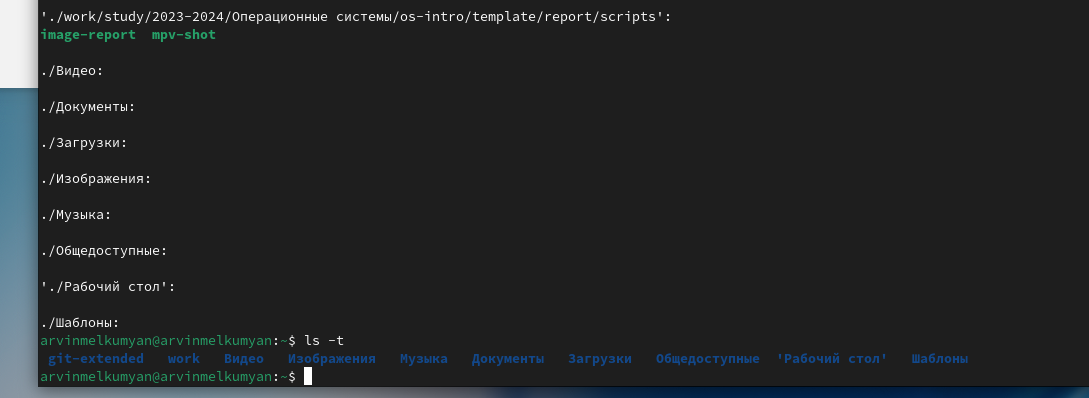 './work/study/2023-2024/Операционные системы/os-intro/template/report/scripts':
image-report  mpv-shot
./Видео:
./Документы:
./Загрузки:
./Изображения:
./Музыка:
./Общедоступные:
'./Рабочий стол':
./Шаблоны:
arvinmelkumyan@arvinmelkumyan:~$ ls -t
git-extended   work   Видео   Изображения   Музыка   Документы   Загрузки   Общедоступные  'Рабочий стол'   Шаблоны
arvinmelkumyan@arvinmelkumyan:~$